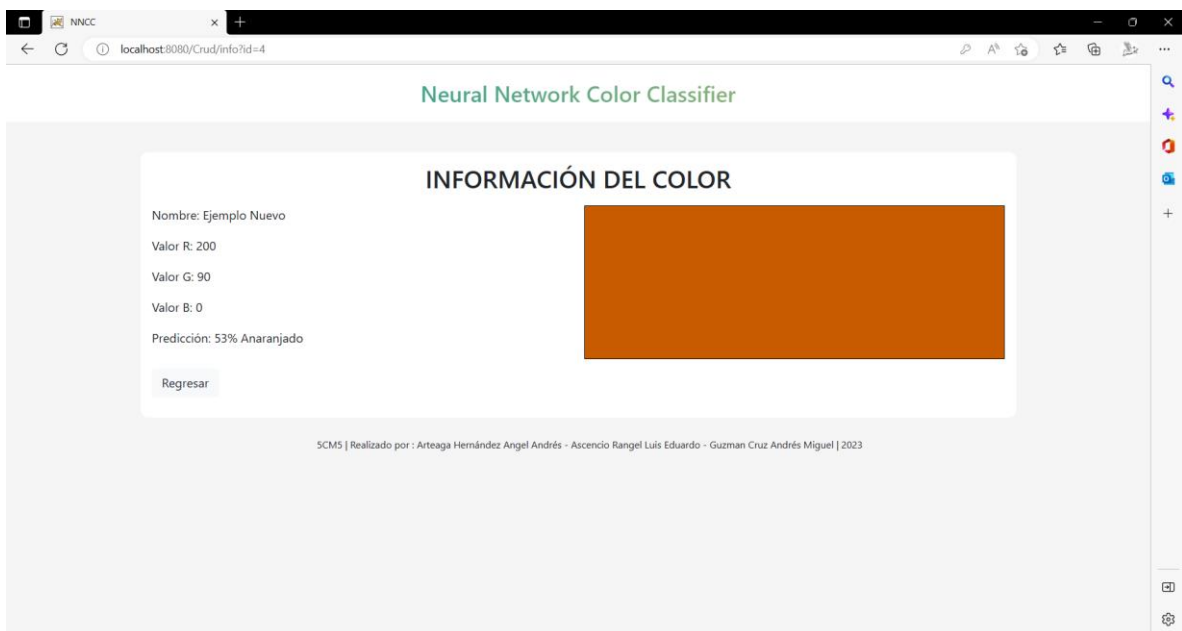 NNCC
localhost:8080/Crud/info?id=4
Neural Network Color Classifier
INFORMACIÓN DEL COLOR
Nombre: Ejemplo Nuevo
Valor R: 200
Valor G: 90
Valor B: 0
Predicción: 53% Anaranjado
Regresar
5CM5 | Realizado por : Arteaga Hernández Angel Andrés - Ascencio Rangel Luis Eduardo - Guzman Cruz Andrés Miguel | 2023